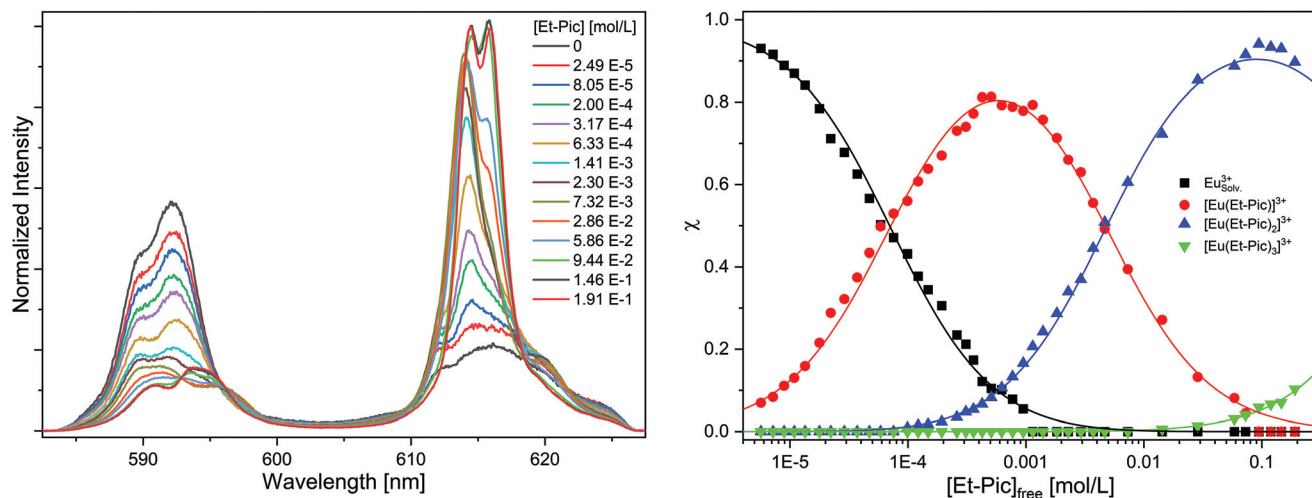 [Et-Pic] [mol/L]
0
2.49 E-5
8.05 E-5
2.00 E-4
3.17 E-4
6.33 E-4
1.41 E-3
2.30 E-3
7.32 E-3
2.86 E-2
5.86 E-2
9.44 E-2
1.46 E-1
1.91 E-1
Normalized Intensity
590
600
610
620
Wavelength [nm]
χ
1.0
0.8
0.6
0.4
0.2
0.0
Eu³⁺Solv.
[Eu(Et-Pic)]³⁺
[Eu(Et-Pic)₂]³⁺
[Eu(Et-Pic)₃]³⁺
1E-5
1E-4
0.001
0.01
0.1
[Et-Pic]free [mol/L]